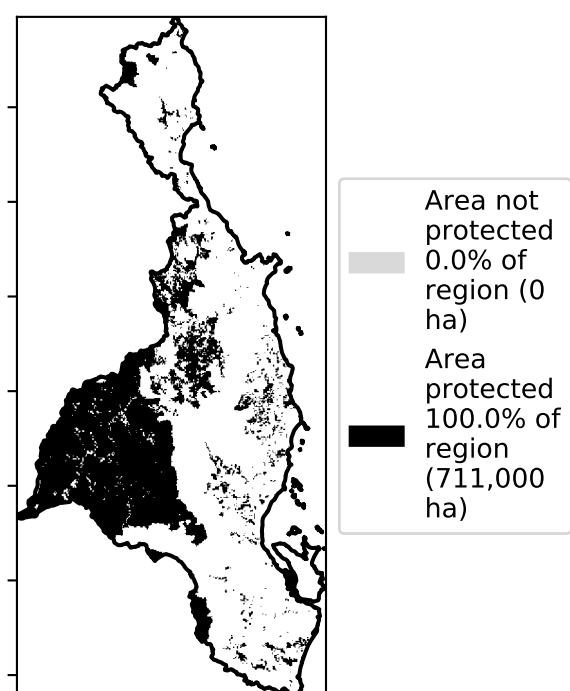 Area not
protected
0.0% of
region (0
ha)
Area
protected
100.0% of
region
(711,000
ha)